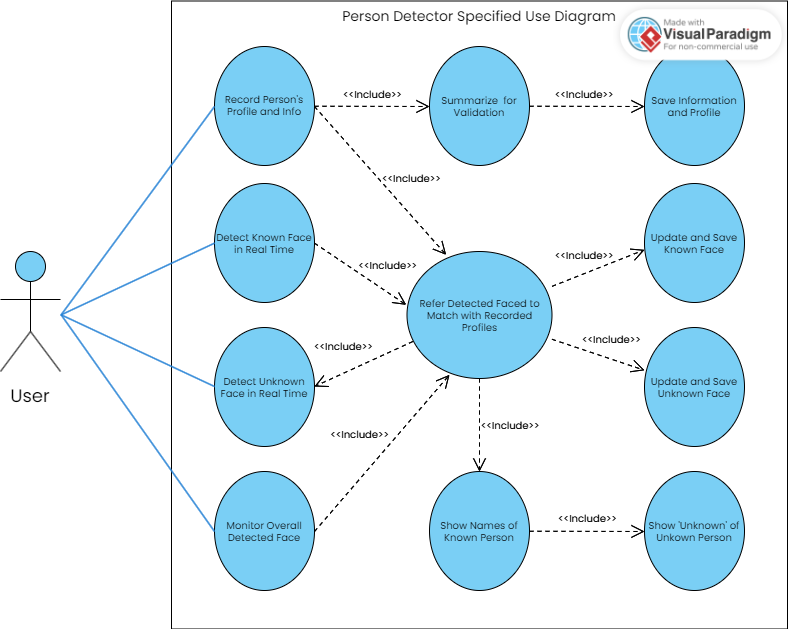 Person Detector Specified Use Diagram
Made with
VisualParadigm
For non-commercial use
Record Person's
Profile and Info
<<Include>>
Summarize for
Validation
<<Include>>
Save Information
and Profile
<<Include>>
Detect Known Face
in Real Time
<<Include>>
Refer Detected Faced to
Match with Recorded
Profiles
<<Include>>
Update and Save
Known Face
User
<<Include>>
Detect Unknown
Face in Real Time
<<Include>>
Update and Save
Unknown Face
<<Include>>
<<Include>>
Monitor Overall
Detected Face
Show Names of
Known Person
<<Include>>
Show 'Unknown' of
Unkown Person